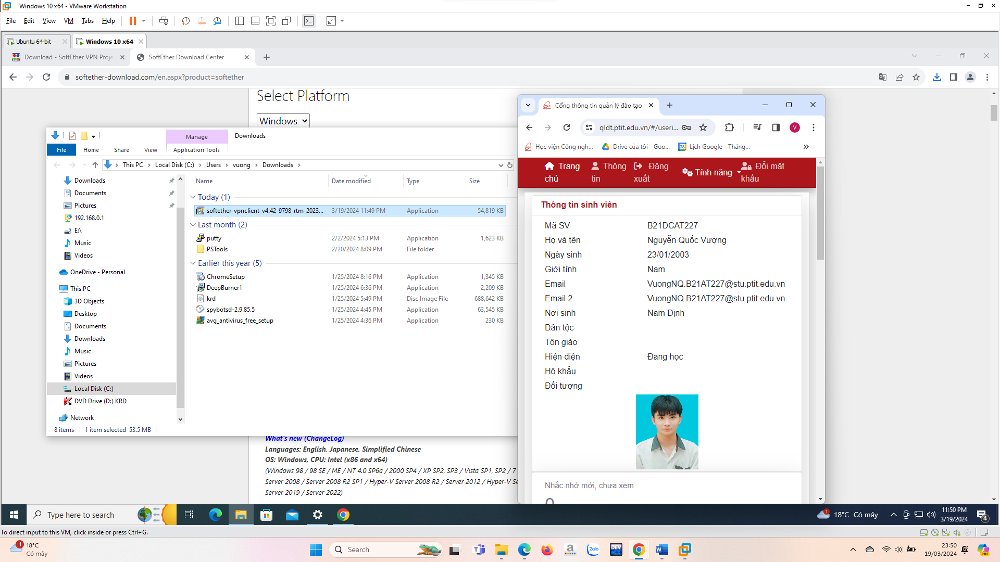 Windows 10 x64 - VMware Workstation
File Edit View VM Tabs Help
Ubuntu 64-bit
Windows 10 x64
Download - SoftEther VPN Proje
SoftEther Download Center
softether-download.com/en.aspx?product=softether
Select Platform
Windows
Manage
Downloads
File Home Share View Application Tools
This PC > Local Disk (C:) > Users > vuong > Downloads >
Downloads
Documents
Pictures
192.168.0.1
E:\
Music
Videos
OneDrive - Personal
This PC
3D Objects
Desktop
Documents
Downloads
Music
Pictures
Videos
Local Disk (C:)
DVD Drive (D:) KRD
Network
Name Date modified Type Size
Today (1)
softether-vpnclient-v4.42-9798-rtm-2023... 3/19/2024 11:49 PM Application 54,819 KB
Last month (2)
putty 2/2/2024 5:13 PM Application 1,623 KB
PSTools 2/20/2024 8:09 PM File folder
Earlier this year (5)
ChromeSetup 1/25/2024 8:16 PM Application 1,345 KB
DeepBurner1 1/25/2024 6:36 PM Application 2,209 KB
krd 1/25/2024 5:49 PM Disc Image File 688,642 KB
spybotsd-2.9.85.5 1/25/2024 4:45 PM Application 63,545 KB
avg_antivirus_free_setup 1/25/2024 4:36 PM Application 230 KB
8 items 1 item selected 53.5 MB
What's new (ChangeLog)
Languages: English, Japanese, Simplified Chinese
OS: Windows, CPU: Intel (x86 and x64)
(Windows 98 / 98 SE / ME / NT 4.0 SP6a / 2000 SP4 / XP SP2, SP3 / Vista SP1, SP2 / 7
Server 2008 / Server 2008 R2 SP1 / Hyper-V Server 2008 R2 / Server 2012 / Hyper-V Se
Server 2019 / Server 2022)
Cổng thông tin quản lý đào tạo
qldt.ptit.edu.vn/#/useri...
V
Học viện Công ngh...
Drive của tôi - Goo...
28
Lịch Google - Tháng...
Trang chủ
Thông tin
Đăng xuất
Tính năng
Đổi mật khẩu
Thông tin sinh viên
Mã SV B21DCAT227
Họ và tên Nguyễn Quốc Vượng
Ngày sinh 23/01/2003
Giới tính Nam
Email VuongNQ.B21AT227@stu.ptit.edu.vn
Email 2 VuongNQ.B21AT227@stu.ptit.edu.vn
Nơi sinh Nam Định
Dân tộc
Tôn giáo
Hiện diện Đang học
Hộ khẩu
Đối tượng
Nhắc nhở mới, chưa xem
0
Type here to search
1
18°C Có mây
11:50 PM
3/19/2024
4
To direct input to this VM, click inside or press Ctrl+G.
1
18°C
Có mây
Search
Zalo
DEV
23:50
19/03/2024
PRE